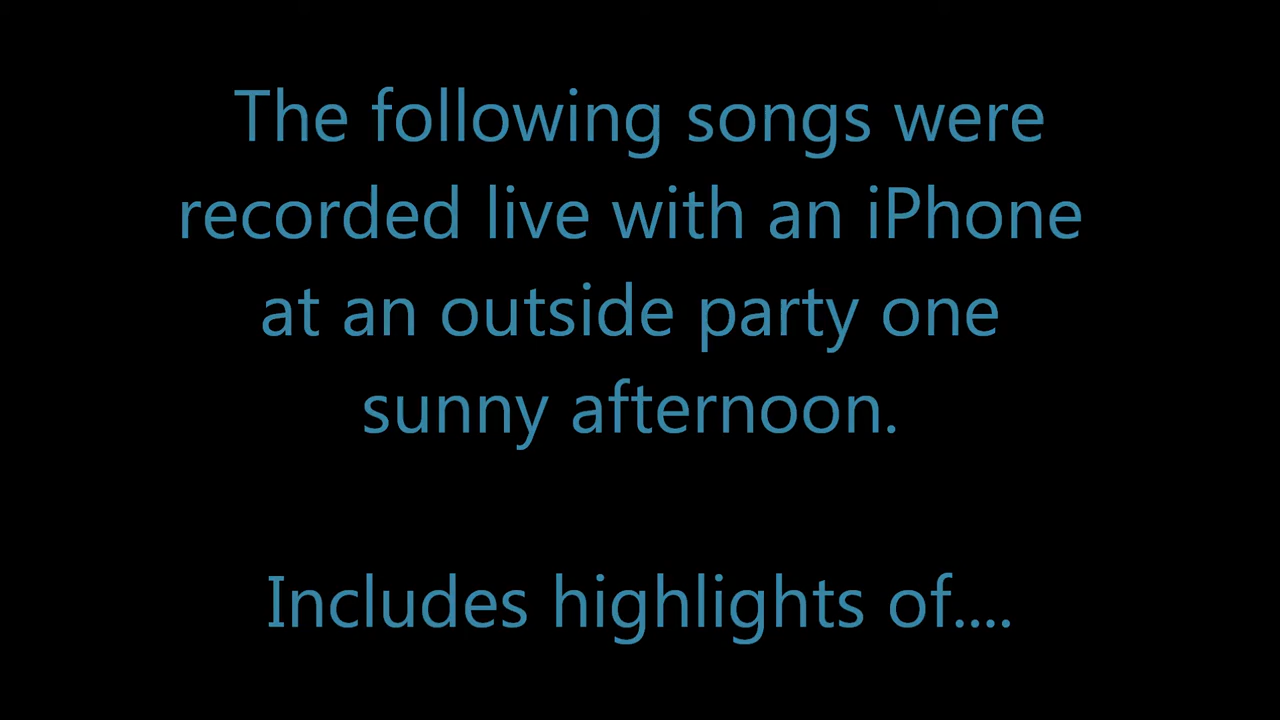 The following songs were
recorded live with an iPhone
at an outside party one
sunny afternoon.
Includes highlights of....